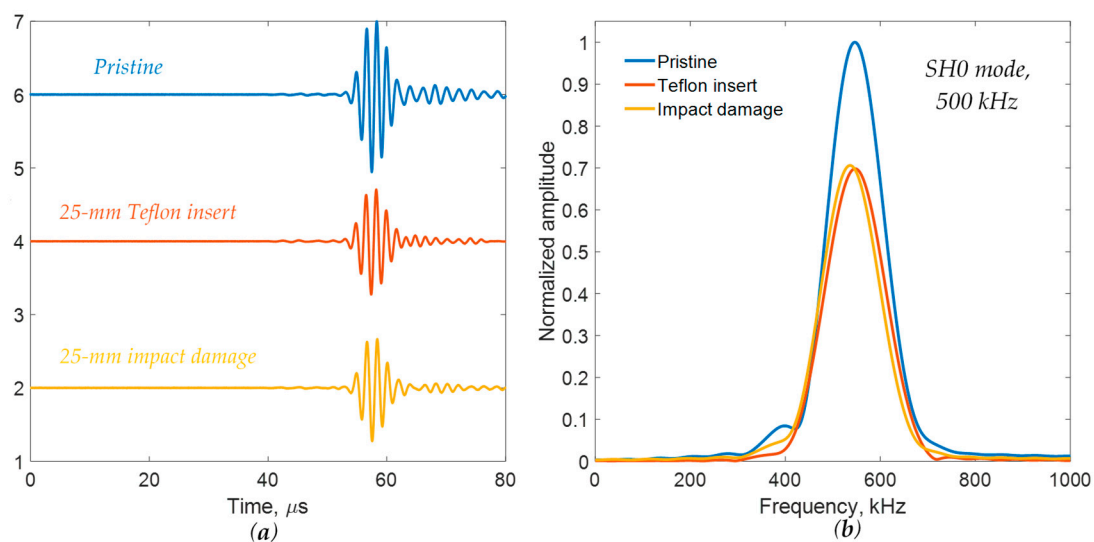 7
6
5
4
3
2
1
Pristine
25-mm Teflon insert
25-mm impact damage
0
20
40
60
80
Time, μs
(a)
1
0.9
0.8
0.7
0.6
0.5
0.4
0.3
0.2
0.1
0
Normalized amplitude
Pristine
Teflon insert
Impact damage
SH0 mode,
500 kHz
0
200
400
600
800
1000
Frequency, kHz
(b)